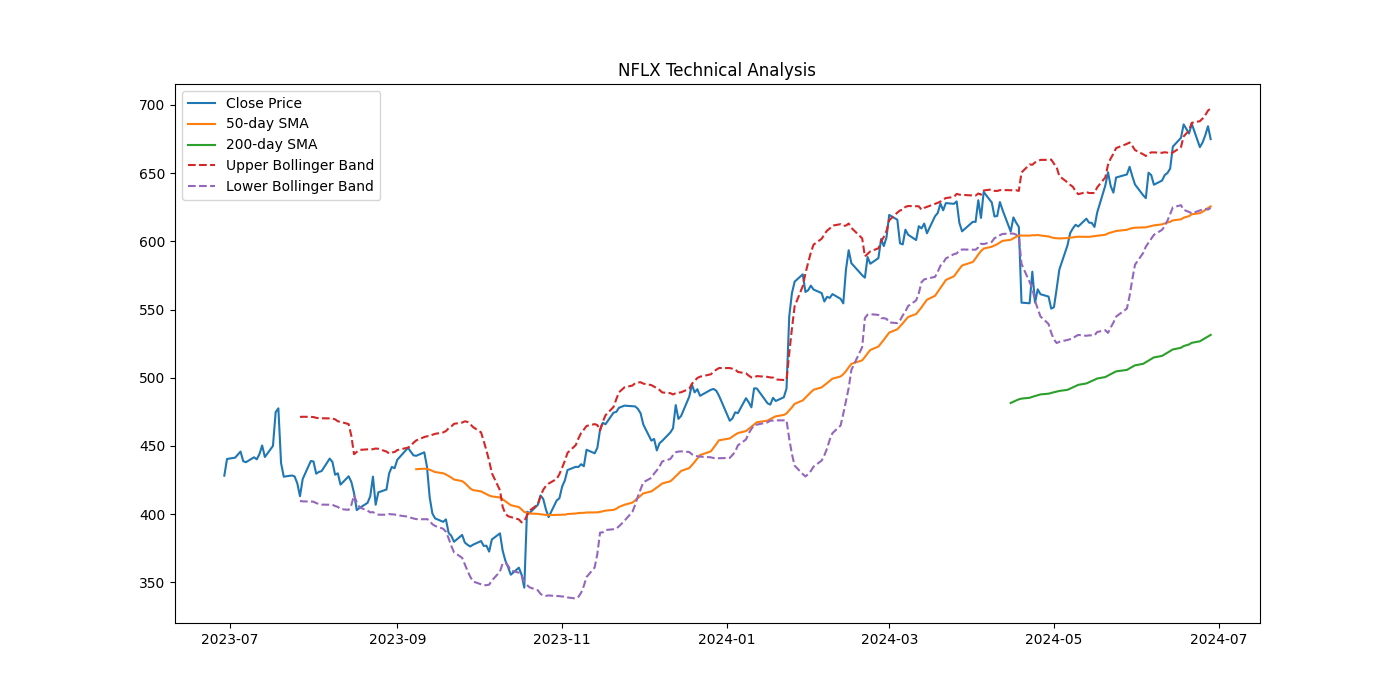 NFLX Technical Analysis
Close Price
50-day SMA
200-day SMA
Upper Bollinger Band
Lower Bollinger Band
700
650
600
550
500
450
400
350
2023-07
2023-09
2023-11
2024-01
2024-03
2024-05
2024-07